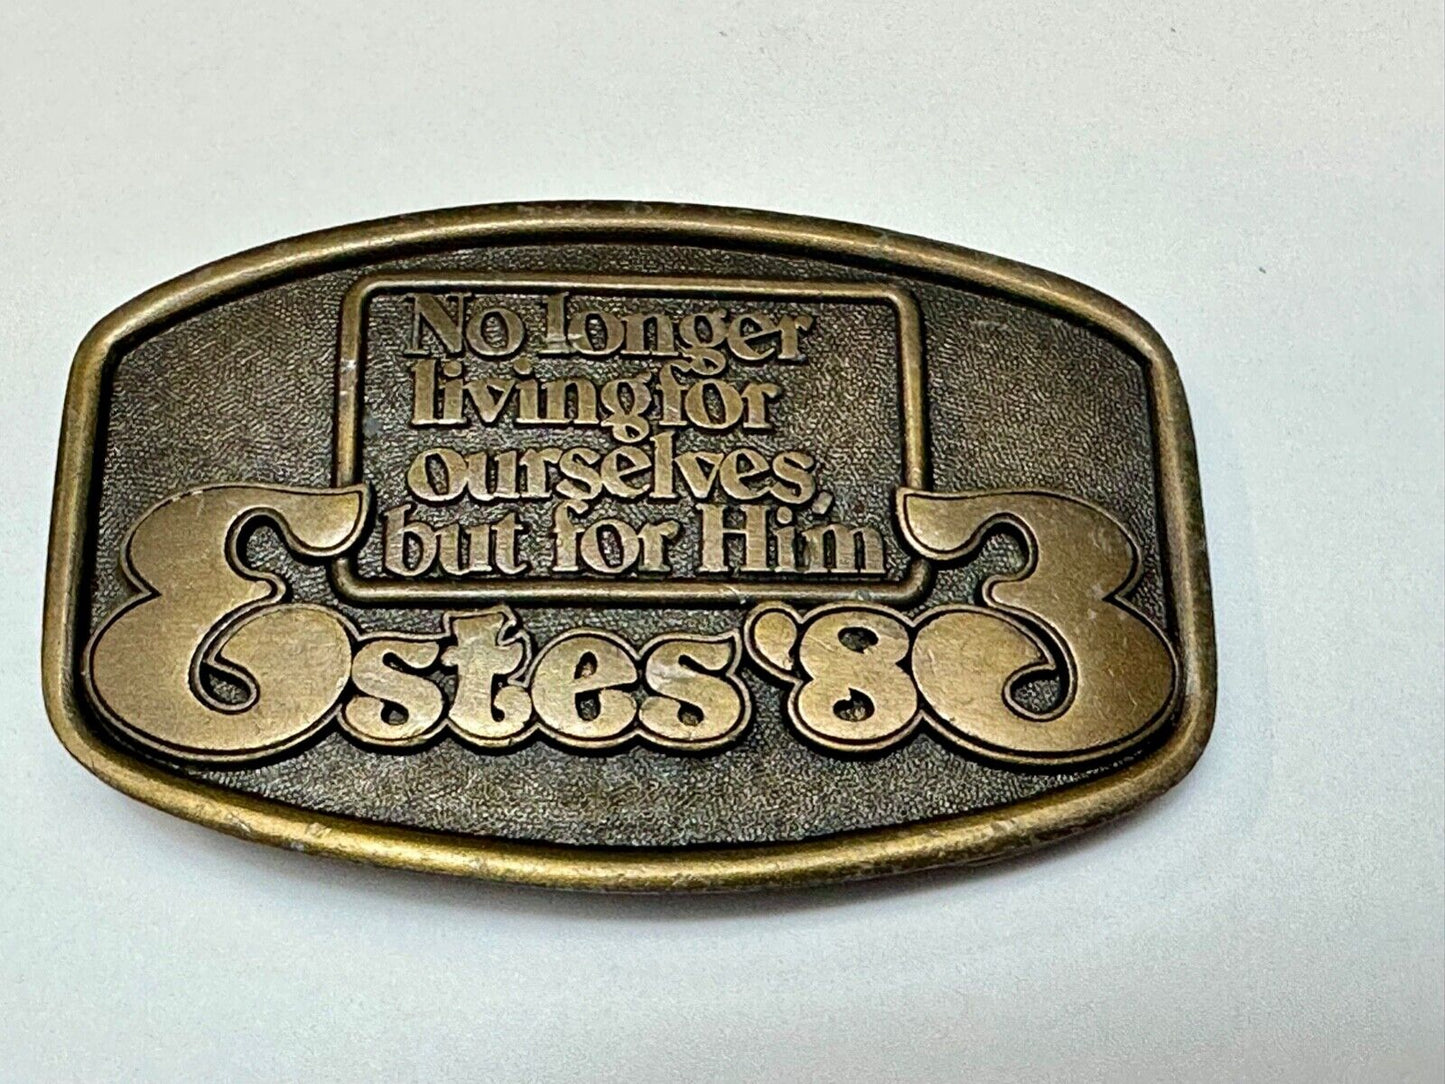 No longer
living for
ourselves,
but for Him
Estes '83